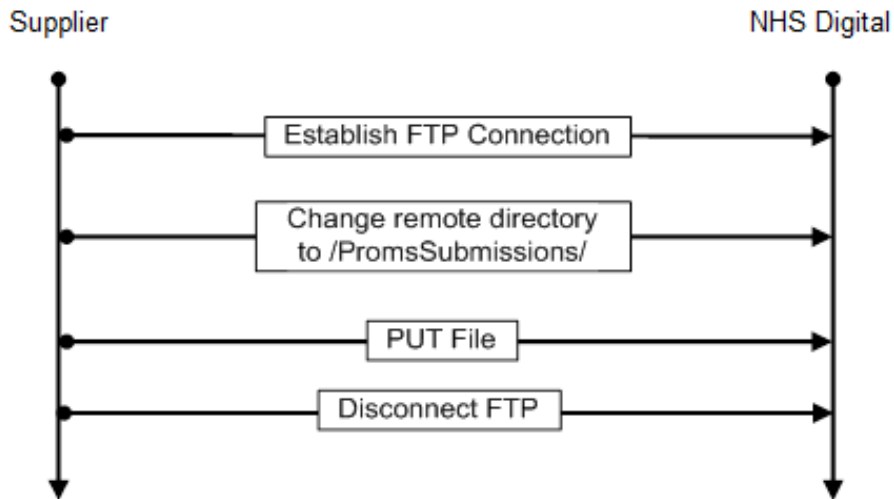 Supplier
NHS Digital
Establish FTP Connection
Change remote directory
to /PromsSubmissions/
PUT File
Disconnect FTP